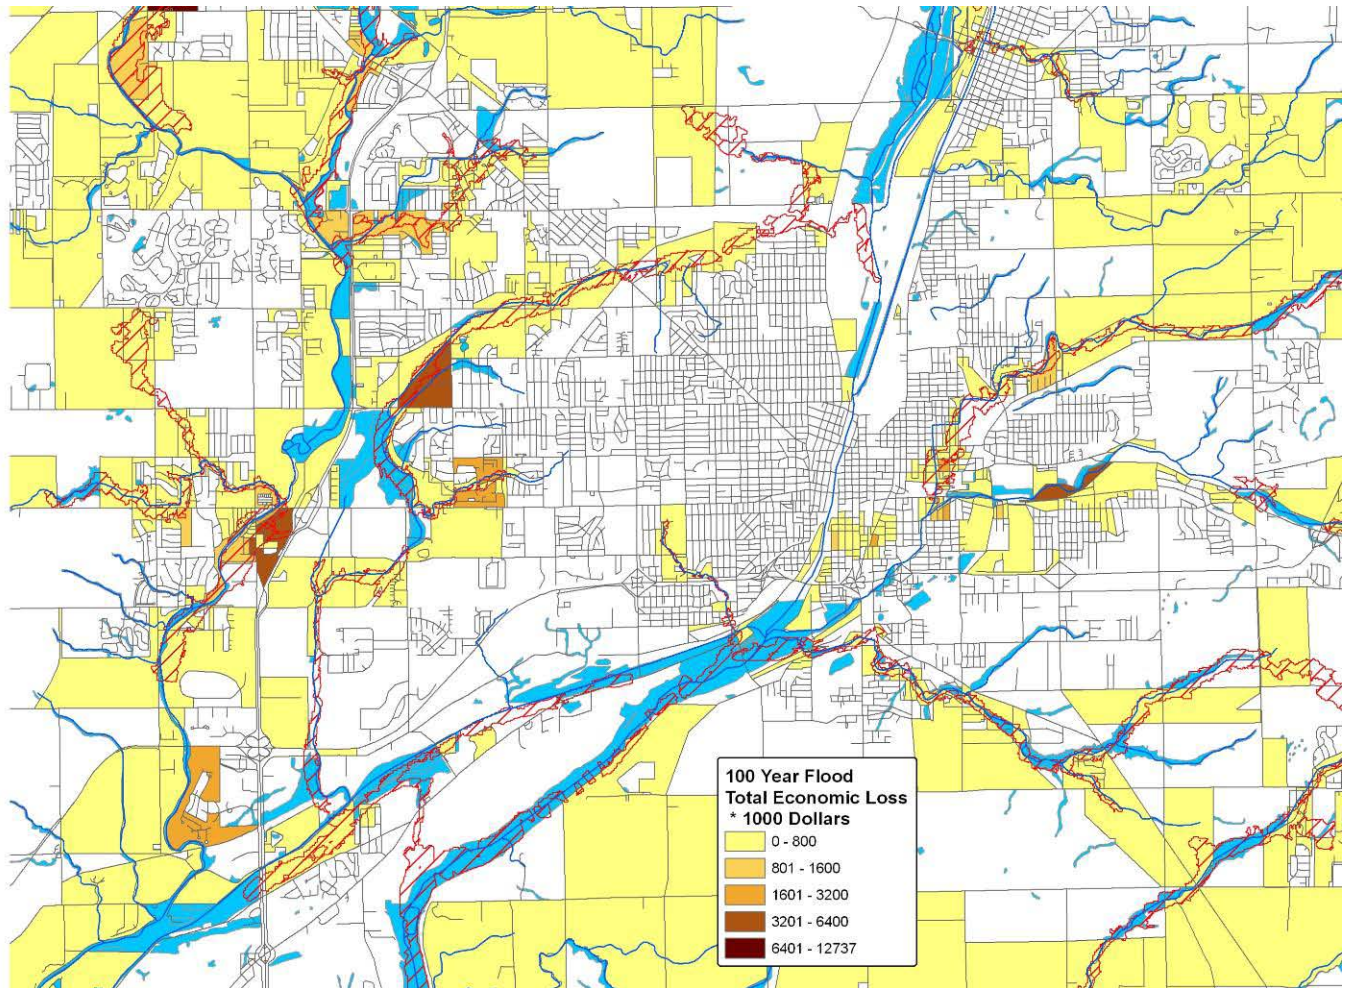 100 Year Flood
Total Economic Loss
* 1000 Dollars
0 - 800
801 - 1600
1601 - 3200
3201 - 6400
6401 - 12737